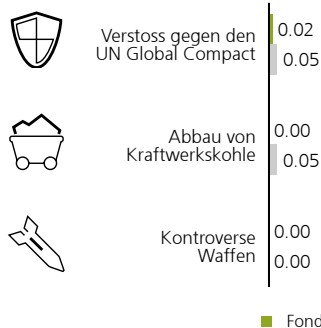 Verstoss gegen den
UN Global Compact
0.02
0.05
Abbau von
Kraftwerkskohle
0.00
0.05
Kontroverse
Waffen
0.00
0.00
Fond